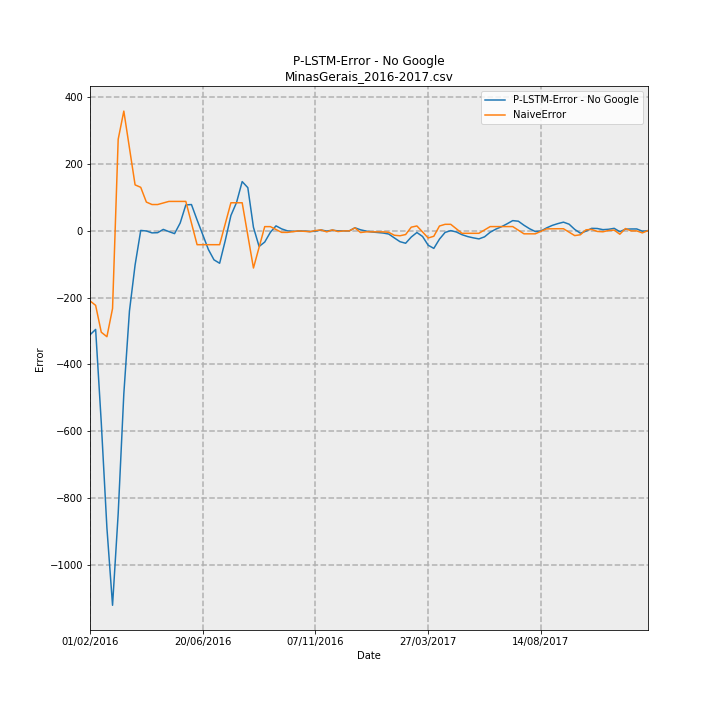 P-LSTM-Error - No Google
MinasGerais_2016-2017.csv
P-LSTM-Error - No Google
NaiveError
400
200
0
−200
−400
−600
−800
−1000
Error
01/02/2016
20/06/2016
07/11/2016
27/03/2017
14/08/2017
Date